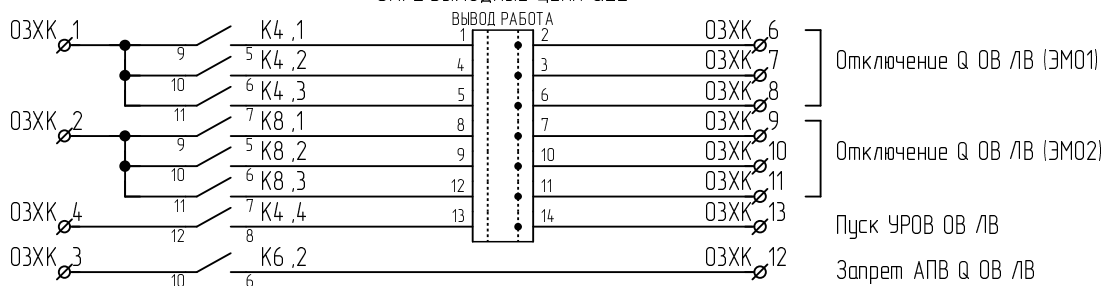 ВЫВОД РАБОТА
03ХК 1 К4,1 1 2 03ХК 6
9 5 К4,2 4 3 03ХК 7 Отключение Q ОВ ЛВ (ЭМО1)
10 6 К4,3 5 6 03ХК 8
03ХК 2 11 7 К8,1 8 7 03ХК 9
9 5 К8,2 9 10 03ХК 10 Отключение Q ОВ ЛВ (ЭМО2)
10 6 К8,3 12 11 03ХК 11
03ХК 4 11 7 К4,4 13 14 03ХК 13 Пуск УРОВ ОВ ЛВ
12 8
03ХК 3 К6,2 03ХК 12 Запрет АПВ Q ОВ ЛВ
10 6